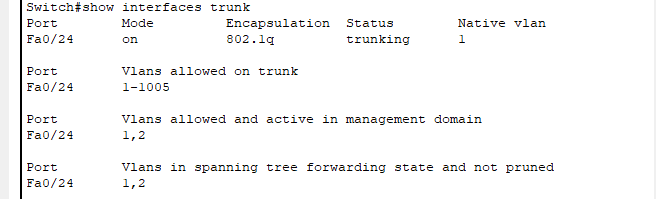 Switch#show interfaces trunk
Port        Mode         Encapsulation  Status        Native vlan
Fa0/24      on           802.1q         trunking      1

Port        Vlans allowed on trunk
Fa0/24      1-1005

Port        Vlans allowed and active in management domain
Fa0/24      1,2

Port        Vlans in spanning tree forwarding state and not pruned
Fa0/24      1,2